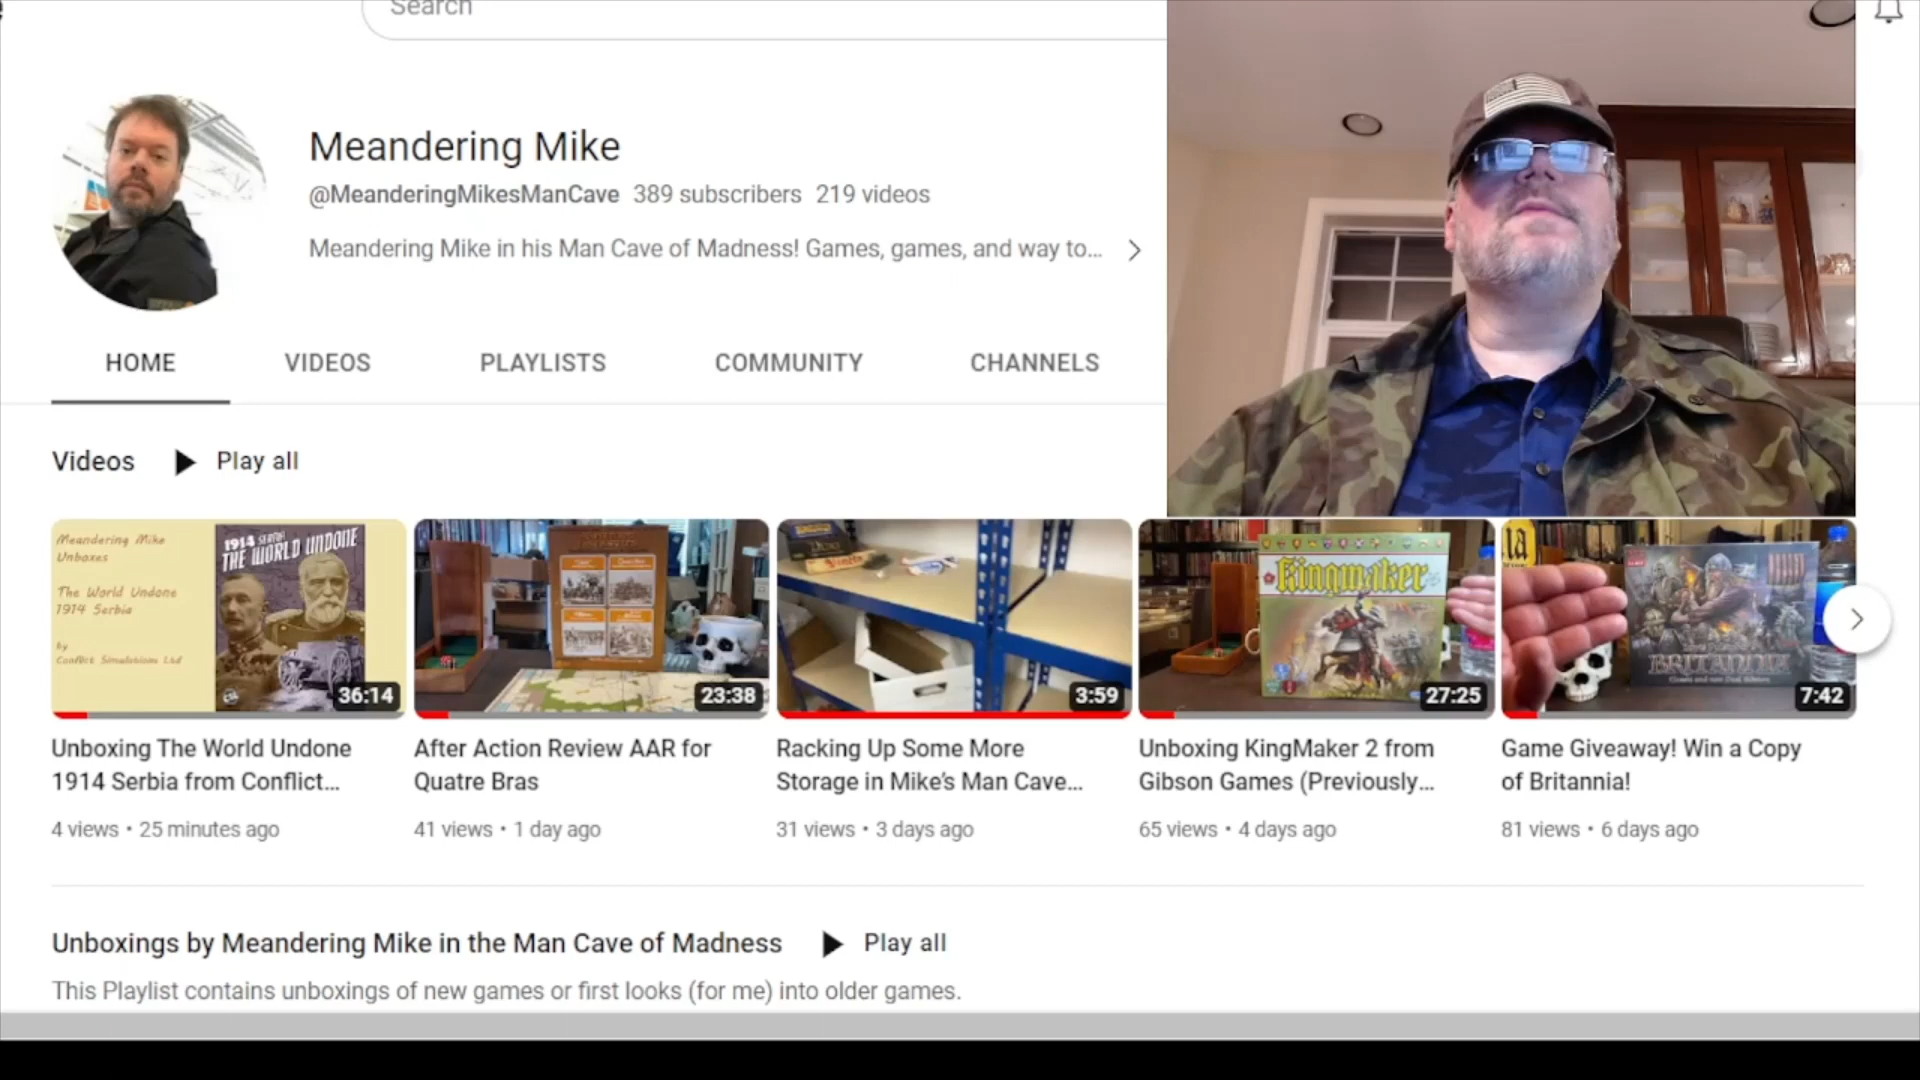 Search
Meandering Mike
@MeanderingMikesManCave 389 subscribers 219 videos
Meandering Mike in his Man Cave of Madness! Games, games, and way to...
HOME VIDEOS PLAYLISTS COMMUNITY CHANNELS
Videos Play all
Meandering Mike
Unboxes
The World Undone
1914 Serbia
by
Conflict Simulations Ltd
1914 SERBIA
THE WORLD UNDONE
36:14
23:38
3:59
Kingmaker
27:25
BRITANNIA
7:42
Unboxing The World Undone
1914 Serbia from Conflict...
4 views • 25 minutes ago
After Action Review AAR for
Quatre Bras
41 views • 1 day ago
Racking Up Some More
Storage in Mike’s Man Cave...
31 views • 3 days ago
Unboxing KingMaker 2 from
Gibson Games (Previously...
65 views • 4 days ago
Game Giveaway! Win a Copy
of Britannia!
81 views • 6 days ago
Unboxings by Meandering Mike in the Man Cave of Madness Play all
This Playlist contains unboxings of new games or first looks (for me) into older games.